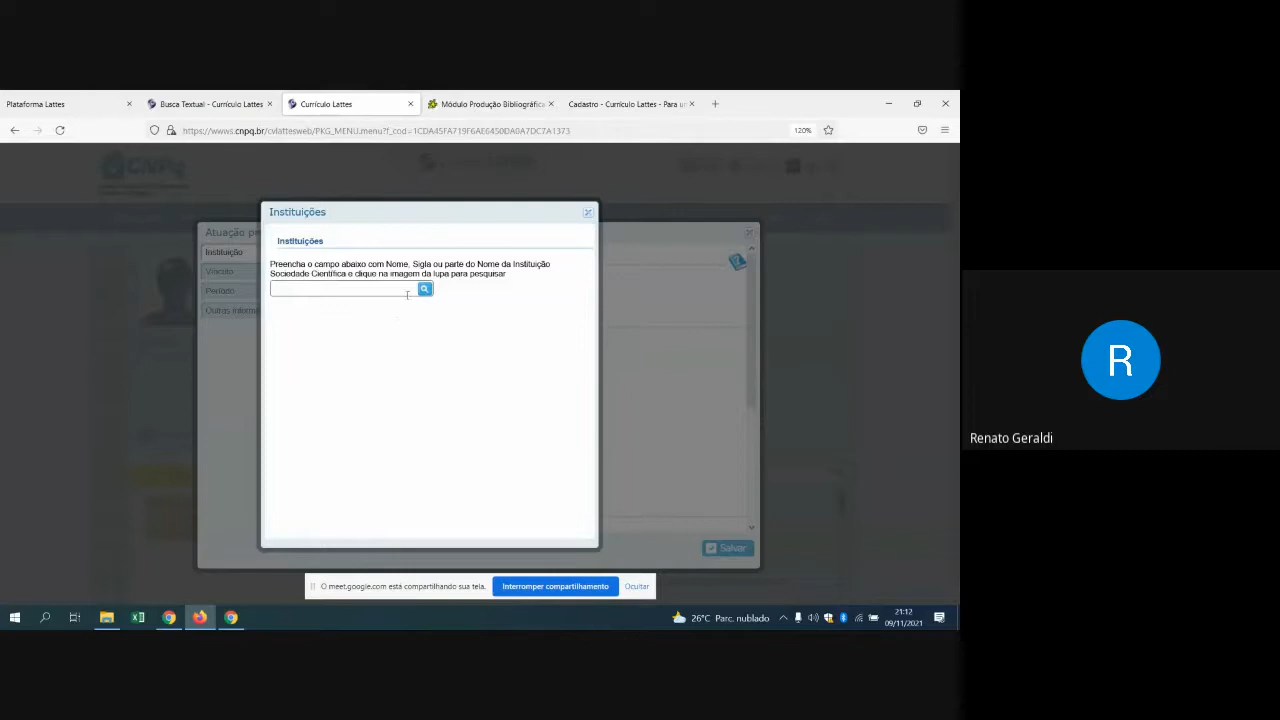 Plataforma Lattes
Busca Textual - Currículo Lattes
Currículo Lattes
Módulo Produção Bibliográfica
Cadastro - Currículo Lattes - Para u
https://wwws.cnpq.br/cvlattesweb/PKG_MENU.menu?f_cod=1CDA45FA719F6AE6450DA0A7DC7A1373
120%
CNPq
Atuação
Instituições
Instituições
Preencha o campo abaixo com Nome, Sigla ou parte do Nome da Instituição
Sociedade Científica e clique na imagem da lupa para pesquisar
Instituição
Vínculo
Período
Outras
Salvar
R
Renato Geraldi
O meet.google.com está compartilhando sua tela.
Interromper compartilhamento
Ocultar
26°C Parc. nublado
21:12
09/11/2021